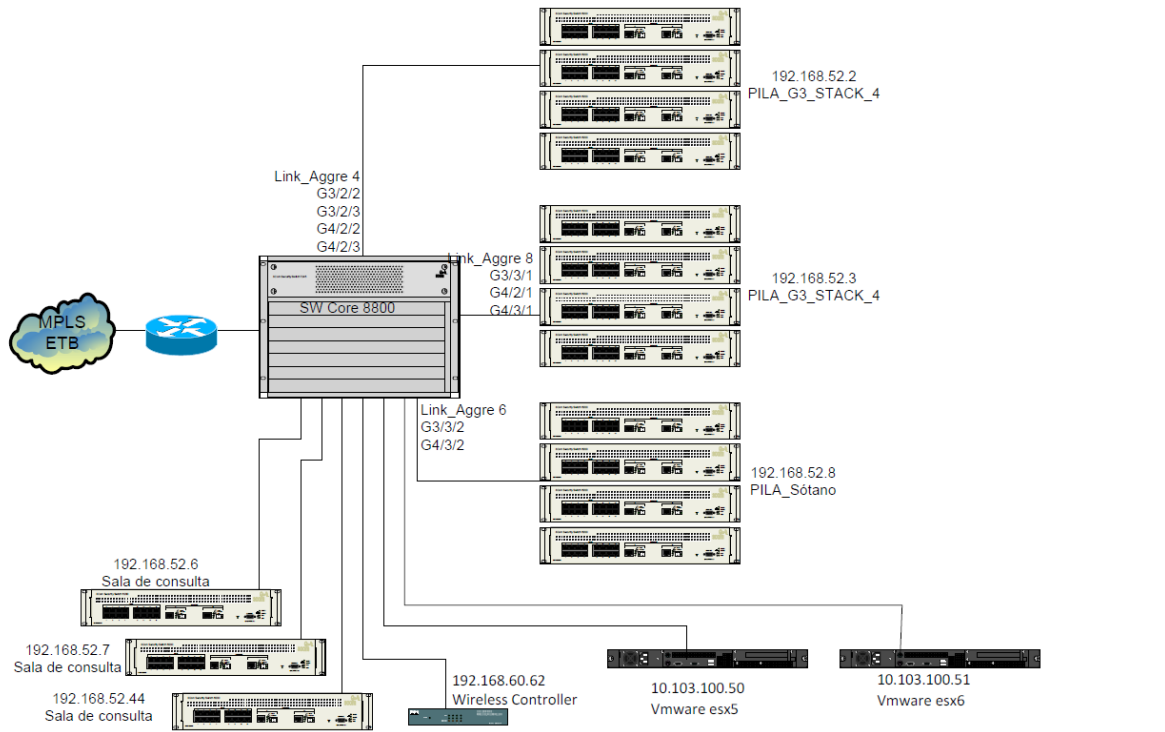 192.168.52.2
PILA_G3_STACK_4
Link_Aggre 4
G3/2/2
G3/2/3
G4/2/2
G4/2/3
Link_Aggre 8
G3/3/1
G4/2/1
G4/3/1
192.168.52.3
PILA_G3_STACK_4
SW Core 8800
MPLS
ETB
Link_Aggre 6
G3/3/2
G4/3/2
192.168.52.8
PILA_Sótano
192.168.52.6
Sala de consulta
192.168.52.7
Sala de consulta
192.168.52.44
Sala de consulta
192.168.60.62
Wireless Controller
10.103.100.50
Vmware esx5
10.103.100.51
Vmware esx6